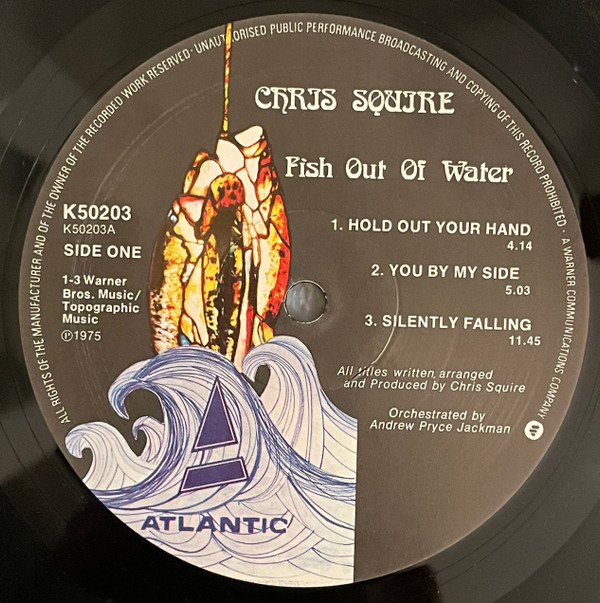 ALL RIGHTS OF THE MANUFACTURER AND OF THE OWNER OF THE RECORDED WORK RESERVED · UNAUTHORISED PUBLIC PERFORMANCE BROADCASTING AND COPYING OF THIS RECORD PROHIBITED · A WARNER COMMUNICATIONS COMPANY
CHRIS SQUIRE
Fish Out Of Water
K50203
K50203A
SIDE ONE
1-3 Warner
Bros. Music/
Topographic
Music
Ⓟ1975
1. HOLD OUT YOUR HAND
4.14
2. YOU BY MY SIDE
5.03
3. SILENTLY FALLING
11.45
All titles written, arranged
and Produced by Chris Squire
Orchestrated by
Andrew Pryce Jackman
A
ATLANTIC